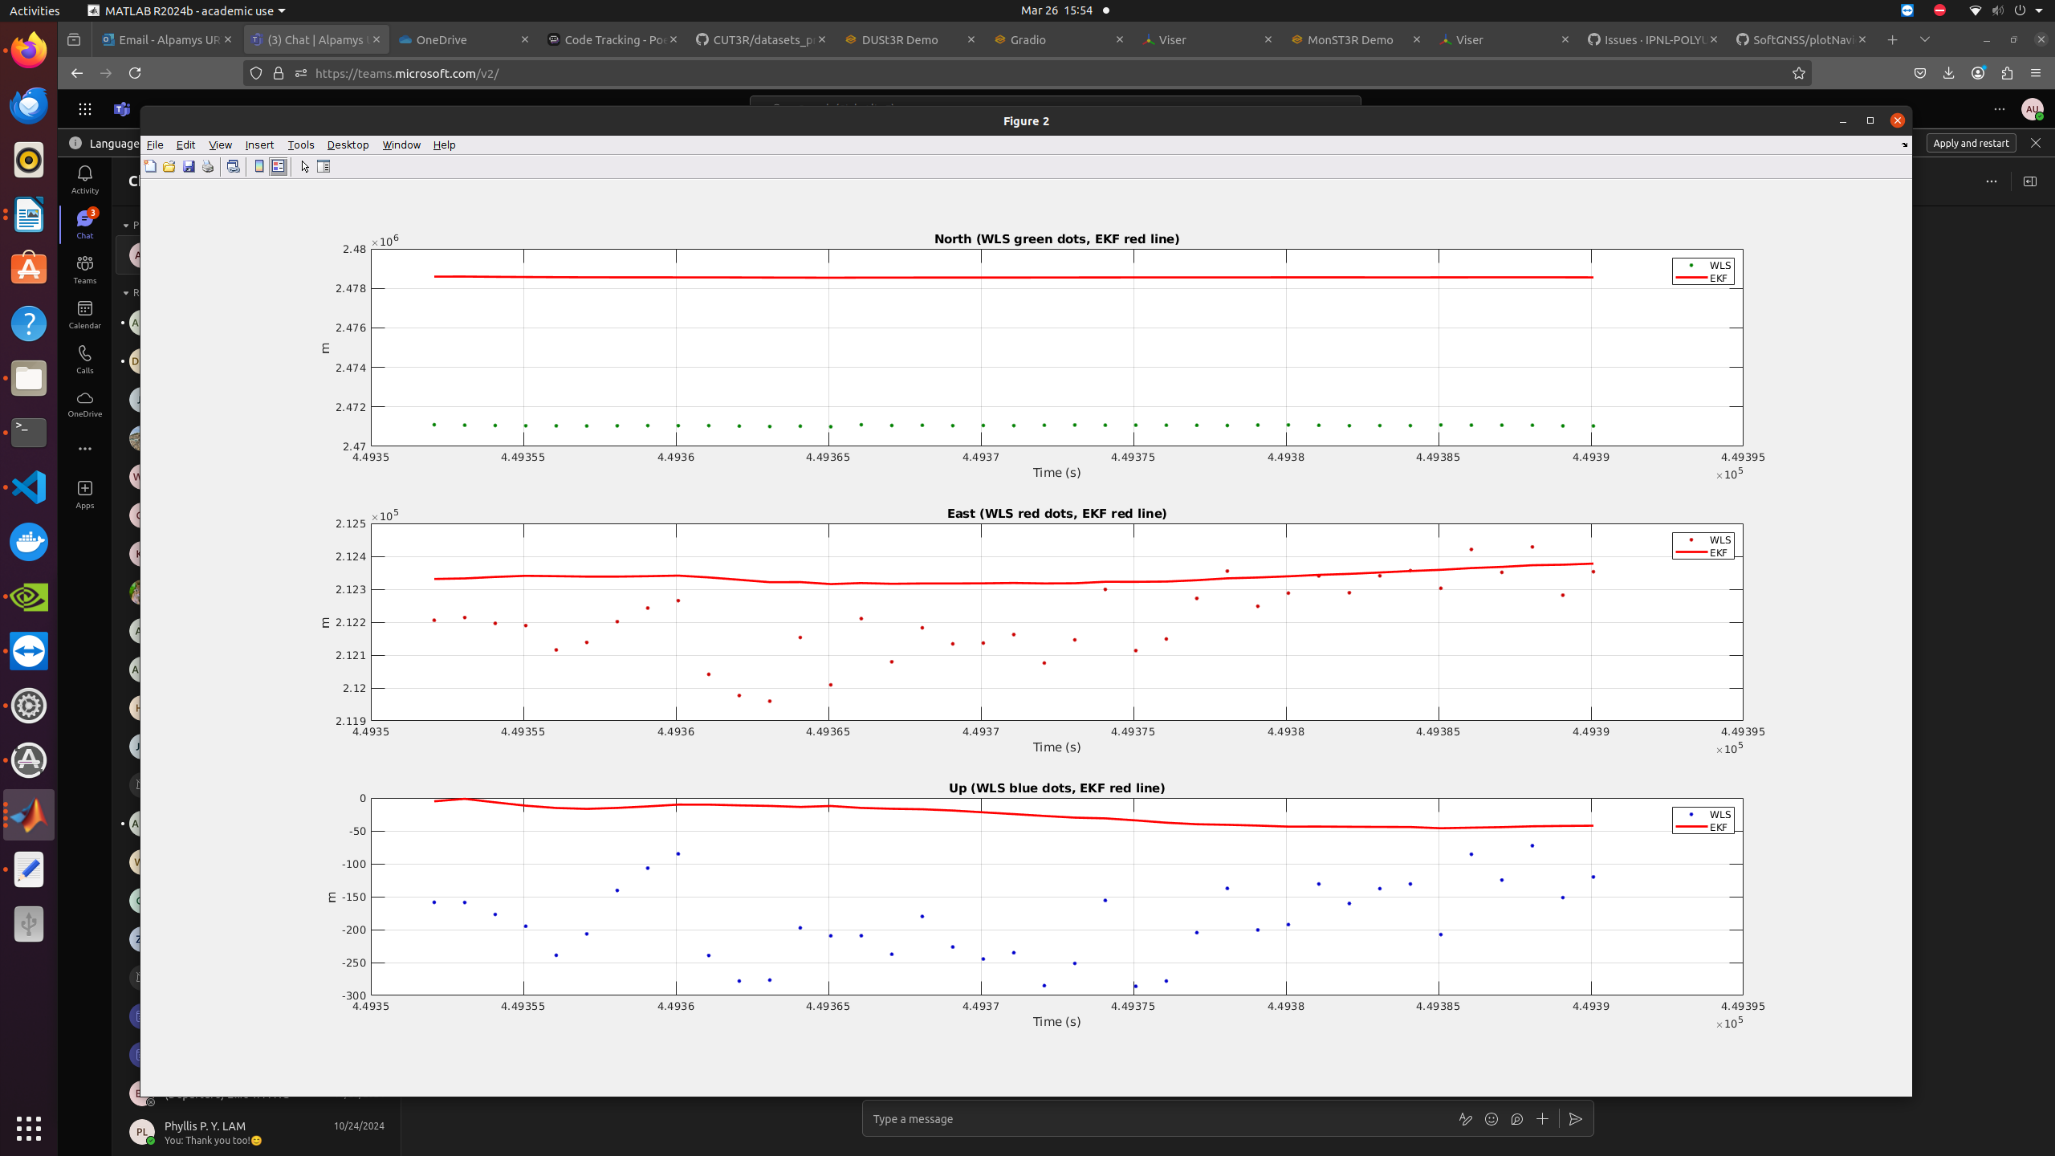 Activities
MATLAB R2024b - academic use
Mar 26 15:54
Email - Alpamys UR
(3) Chat | Alpamys
OneDrive
Code Tracking - Poe
CUT3R/datasets_p
DUSt3R Demo
Gradio
Viser
MonST3R Demo
Viser
Issues · IPNL-POLYU
SoftGNSS/plotNavi
https://teams.microsoft.com/v2/
AU
Language
Apply and restart
Figure 2
File Edit View Insert Tools Desktop Window Help
Activity
3
Chat
Teams
Calendar
Calls
OneDrive
Apps
North (WLS green dots, EKF red line)
×10^6
2.48
2.478
2.476
2.474
2.472
2.47
m
WLS
EKF
4.4935 4.49355 4.4936 4.49365 4.4937 4.49375 4.4938 4.49385 4.4939 4.49395
Time (s)
×10^5
East (WLS red dots, EKF red line)
×10^5
2.125
2.124
2.123
2.122
2.121
2.12
2.119
m
WLS
EKF
4.4935 4.49355 4.4936 4.49365 4.4937 4.49375 4.4938 4.49385 4.4939 4.49395
Time (s)
×10^5
Up (WLS blue dots, EKF red line)
0
-50
-100
-150
-200
-250
-300
m
WLS
EKF
4.4935 4.49355 4.4936 4.49365 4.4937 4.49375 4.4938 4.49385 4.4939 4.49395
Time (s)
×10^5
PL
Phyllis P. Y. LAM
10/24/2024
You: Thank you too!😊
Type a message